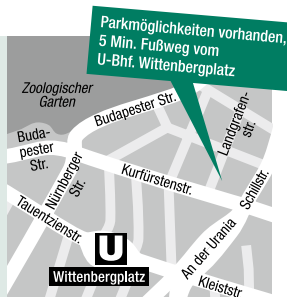 Parkmöglichkeiten vorhanden,
5 Min. Fußweg vom
U-Bhf. Wittenbergplatz
Zoologischer
Garten
Budapester Str.
Landgrafen-
str.
Buda-
pester
Str.
Nürnberger
Str.
Kurfürstenstr.
Schillstr.
Tauentzienstr.
An der Urania
U
Wittenbergplatz
Kleiststr